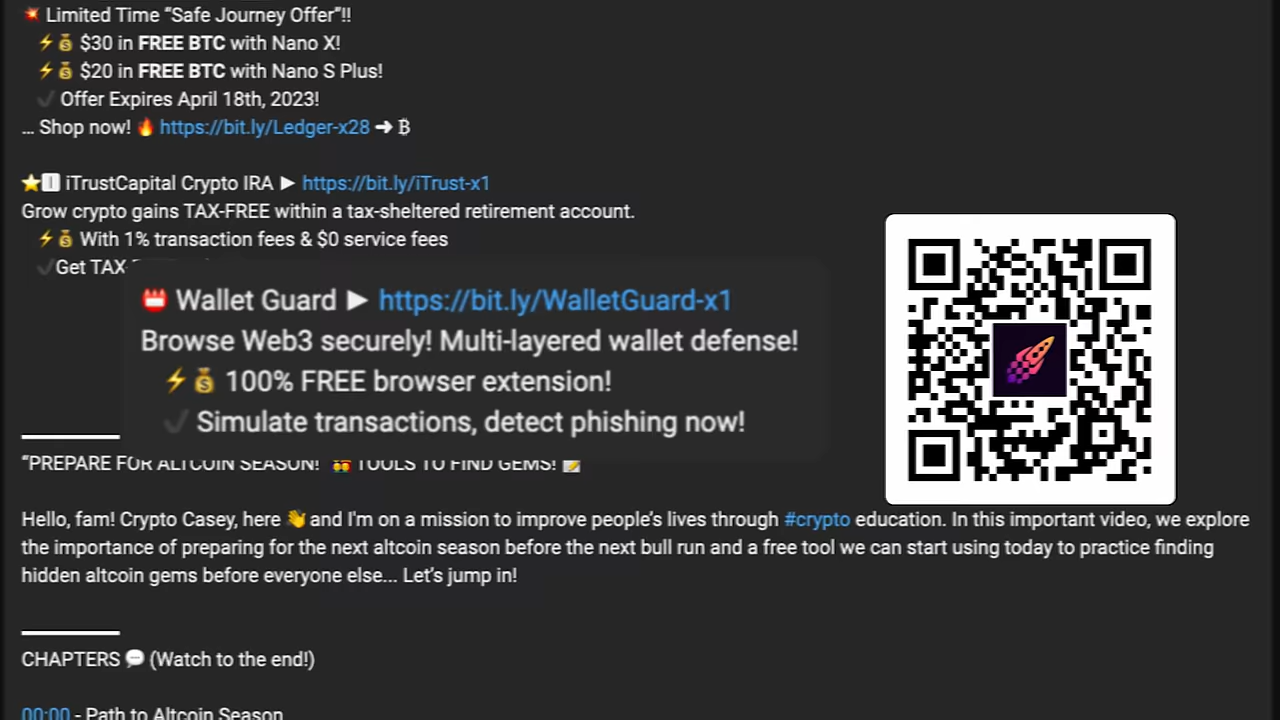 💥 Limited Time “Safe Journey Offer”!!
⚡💰 $30 in FREE BTC with Nano X!
⚡💰 $20 in FREE BTC with Nano S Plus!
✔ Offer Expires April 18th, 2023!
... Shop now! 🔥 https://bit.ly/Ledger-x28 ➜ ₿
⭐ iTrustCapital Crypto IRA ► https://bit.ly/iTrust-x1
Grow crypto gains TAX-FREE within a tax-sheltered retirement account.
⚡💰 With 1% transaction fees & $0 service fees
✔Get TAX-
📛 Wallet Guard ► https://bit.ly/WalletGuard-x1
Browse Web3 securely! Multi-layered wallet defense!
⚡💰 100% FREE browser extension!
✔ Simulate transactions, detect phishing now!
“PREPARE FOR ALTCOIN SEASON! 🤓 TOOLS TO FIND GEMS! 📝
Hello, fam! Crypto Casey, here 👋 and I'm on a mission to improve people’s lives through #crypto education. In this important video, we explore
the importance of preparing for the next altcoin season before the next bull run and a free tool we can start using today to practice finding
hidden altcoin gems before everyone else... Let’s jump in!
CHAPTERS 💬 (Watch to the end!)
00:00 - Path to Altcoin Season